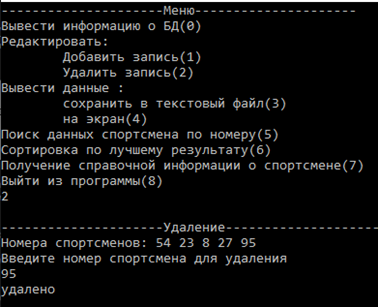 ----------------------Меню----------------------
Вывести информацию о БД(0)
Редактировать:
Добавить запись(1)
Удалить запись(2)
Вывести данные :
сохранить в текстовый файл(3)
на экран(4)
Поиск данных спортсмена по номеру(5)
Сортировка по лучшему результату(6)
Получение справочной информации о спортсмене(7)
Выйти из программы(8)
2
----------------------Удаление--------------------
Номера спортсменов: 54 23 8 27 95
Введите номер спортсмена для удаления
95
удалено